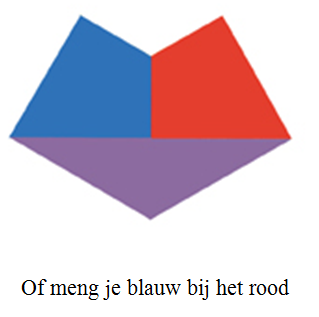 Of meng je blauw bij het rood